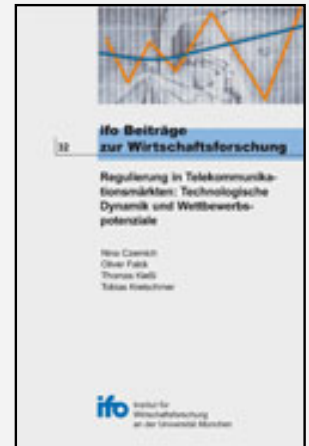 ifo Beiträge
32 zur Wirtschaftsforschung
Regulierung in Telekommunika-
tionsmärkten: Technologische
Dynamik und Wettbewerbs-
potenziale
Nina Czernich
Oliver Falck
Thomas Kießl
Tobias Kretschmer
ifo Institut für
Wirtschaftsforschung
an der Universität München